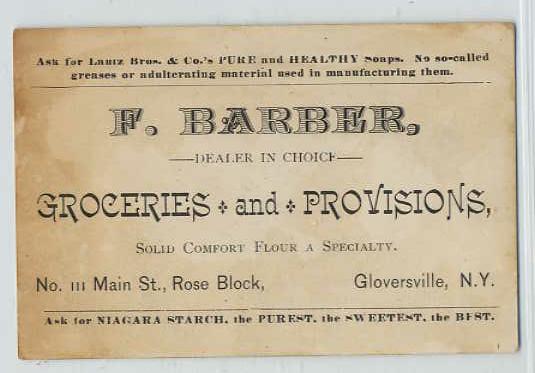 Ask for Lautz Bros. & Co.'s PURE and HEALTHY Soaps. No so-called
greases or adulterating material used in manufacturing them.
F. BARBER,
—DEALER IN CHOICE—
GROCERIES and PROVISIONS,
SOLID COMFORT FLOUR A SPECIALTY.
No. 111 Main St., Rose Block, Gloversville, N.Y.
Ask for NIAGARA STARCH, the PUREST, the SWEETEST, the BEST.